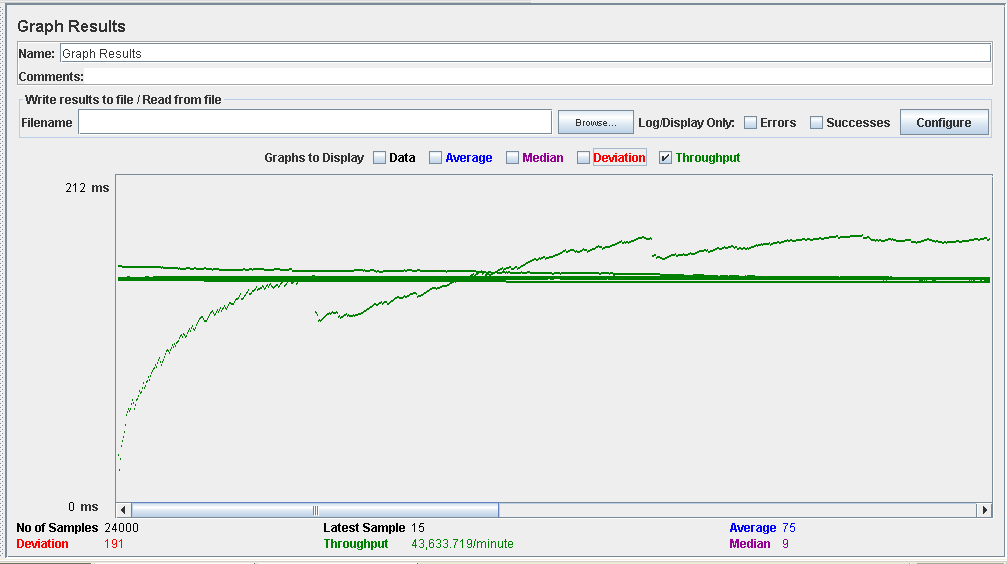 Graph Results
Name: Graph Results
Comments:
Write results to file / Read from file
Filename Browse... Log/Display Only: Errors Successes Configure
Graphs to Display Data Average Median Deviation Throughput
212 ms
0 ms
No of Samples 24000 Latest Sample 15 Average 75
Deviation 191 Throughput 43,633.719/minute Median 9